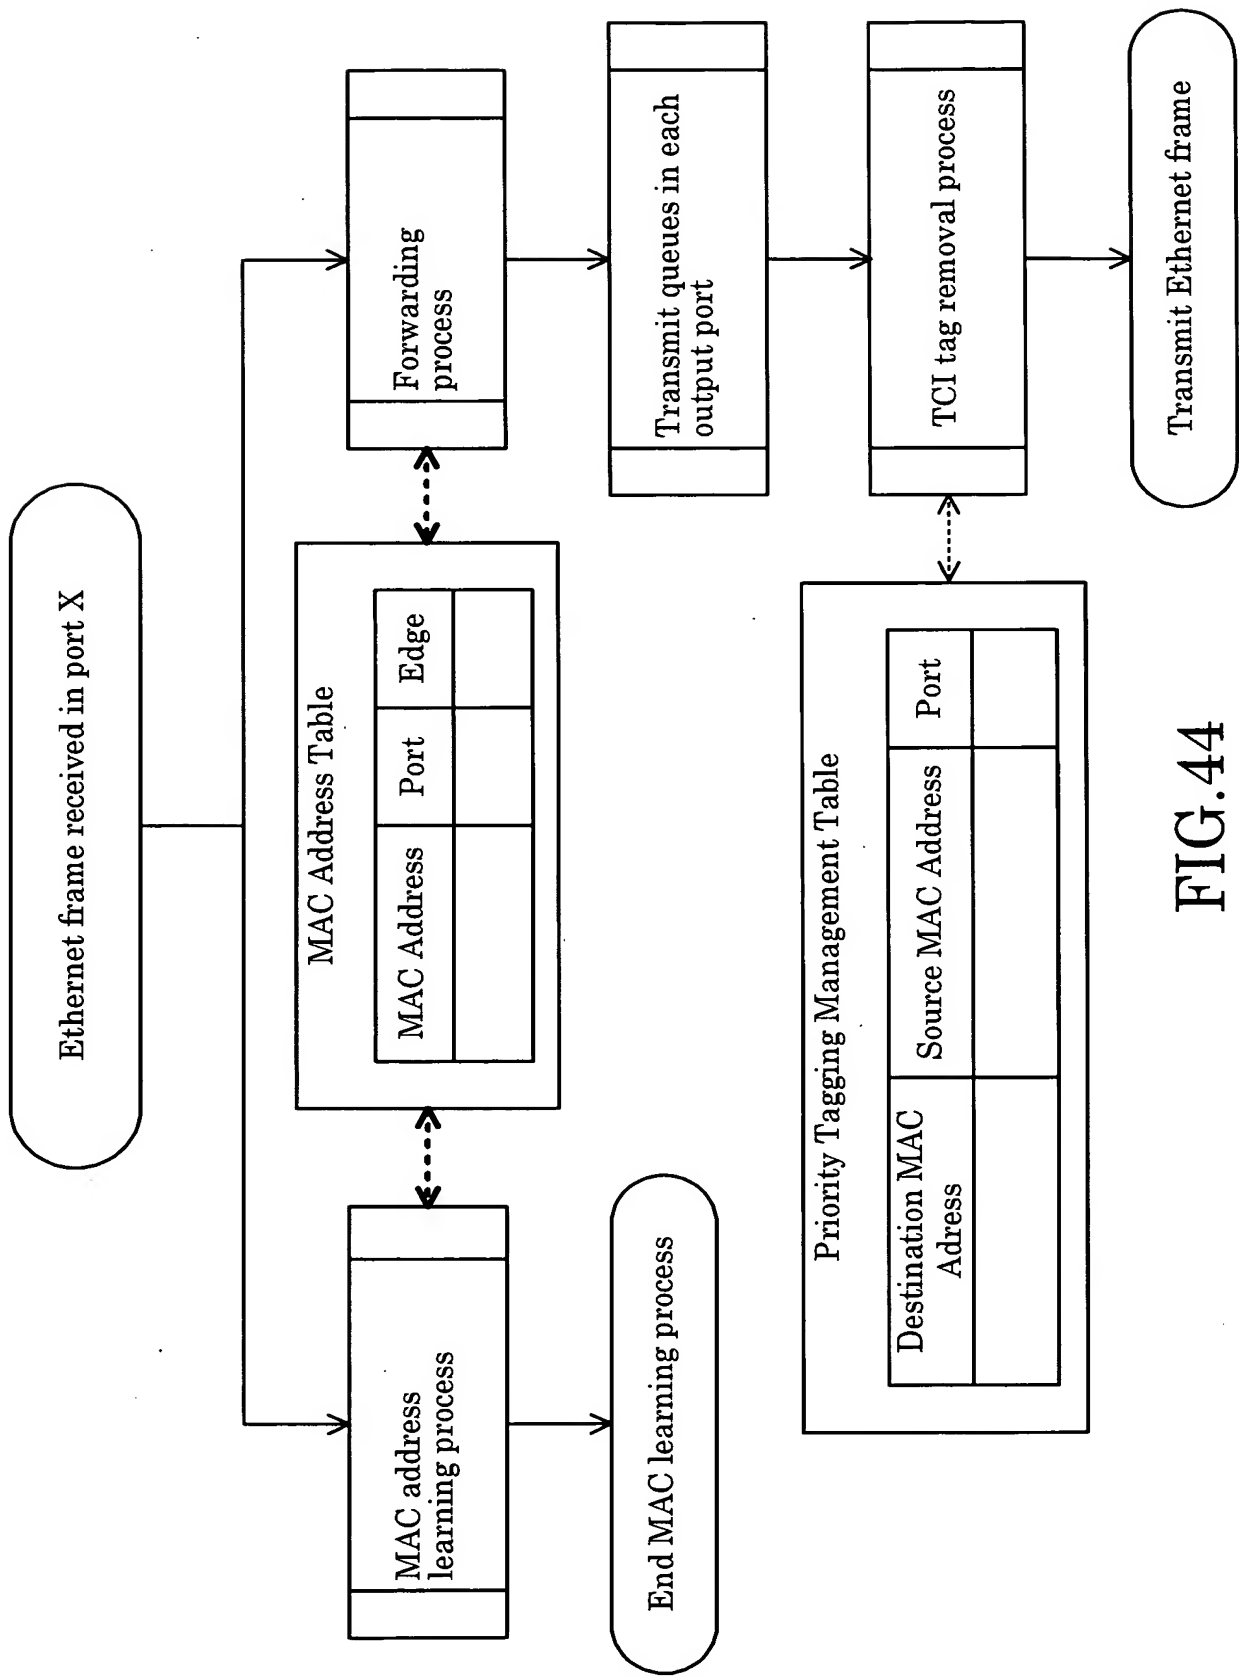 Ethernet frame received in port X
MAC address
learning process
MAC Address Table
MAC Address
Port
Edge
Forwarding
process
End MAC learning process
Transmit queues in each
output port
Priority Tagging Management Table
Destination MAC
Adress
Source MAC Address
Port
TCI tag removal process
Transmit Ethernet frame
FIG.44